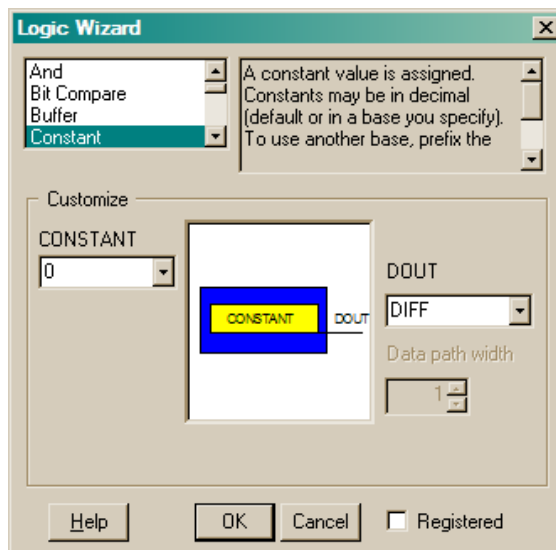 Logic Wizard
And
Bit Compare
Buffer
Constant
A constant value is assigned.
Constants may be in decimal
(default or in a base you specify).
To use another base, prefix the
Customize
CONSTANT
0
CONSTANT
DOUT
DOUT
DIFF
Data path width
1
Help
OK
Cancel
Registered